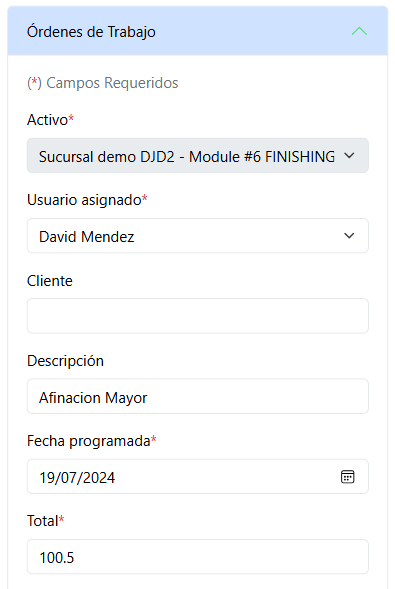 Órdenes de Trabajo
(*) Campos Requeridos
Activo*
Sucursal demo DJD2 - Module #6 FINISHING
Usuario asignado*
David Mendez
Cliente
Descripción
Afinacion Mayor
Fecha programada*
19/07/2024
Total*
100.5